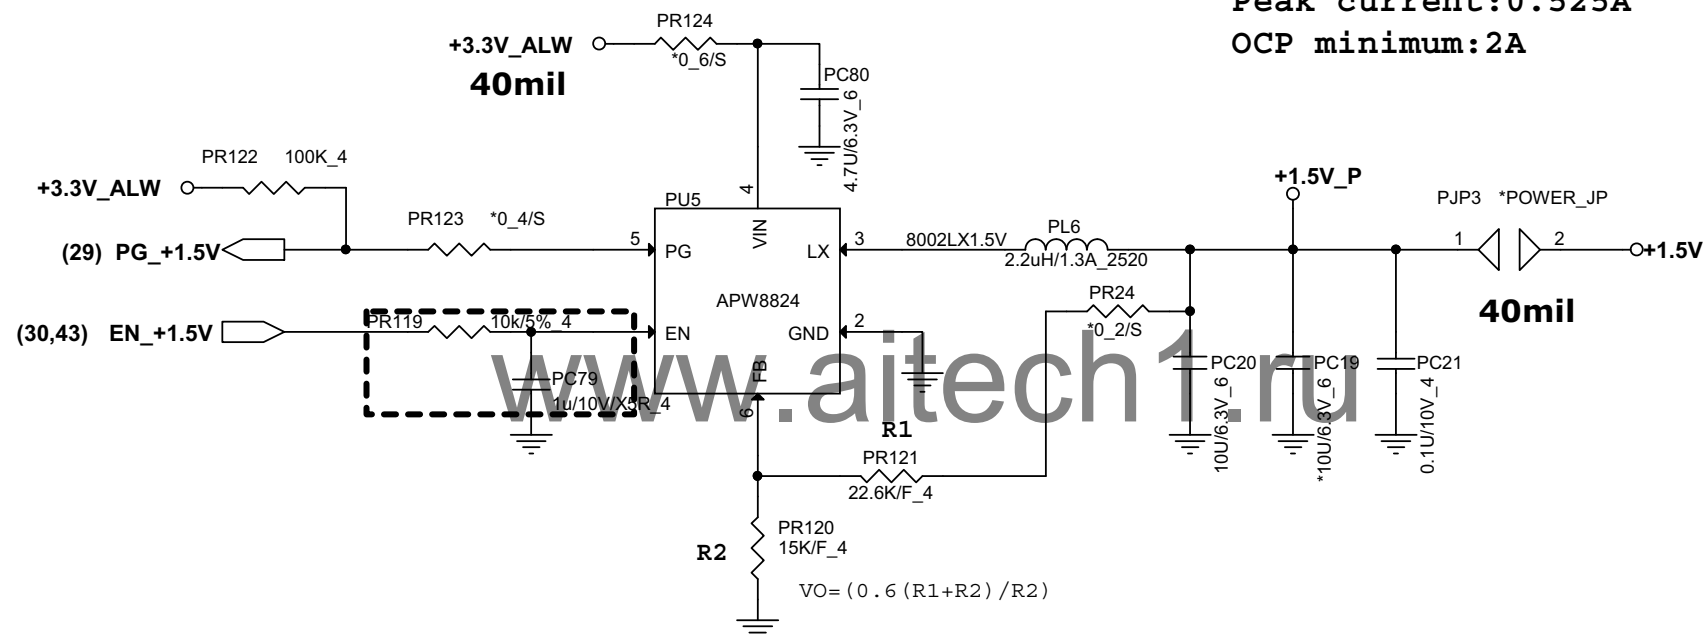 Peak current:0.525A
OCP minimum:2A
PR124
+3.3V_ALW
*0_6/S
40mil
PC80
4.7U/6.3V_6
PR122 100K_4
+3.3V_ALW
PR123 *0_4/S
(29) PG_+1.5V
PU5
4
VIN
5
PG
LX
3
8002LX1.5V
PL6
2.2uH/1.3A_2520
+1.5V_P
PJP3 *POWER_JP
1
2
+1.5V
40mil
APW8824
PR24
*0_2/S
(30,43) EN_+1.5V
PR119 10k/5%_4
EN
GND
2
FB
6
PC79
1u/10V/X5R_4
PC20
10U/6.3V_6
PC19
*10U/6.3V_6
PC21
0.1U/10V_4
www.aitech1.ru
R1
PR121
22.6K/F_4
R2
PR120
15K/F_4
VO=(0.6(R1+R2)/R2)